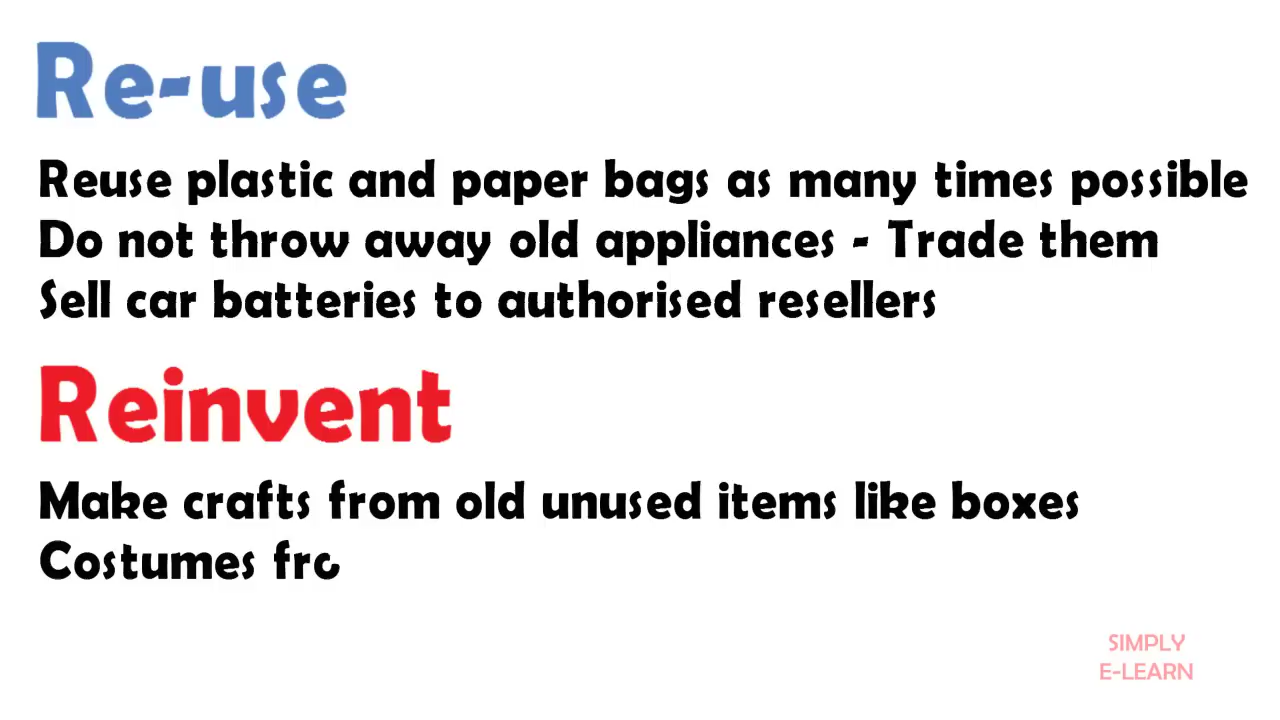 Re-use
Reuse plastic and paper bags as many times possible
Do not throw away old appliances - Trade them
Sell car batteries to authorised resellers
Reinvent
Make crafts from old unused items like boxes
Costumes fro
SIMPLY
E-LEARN